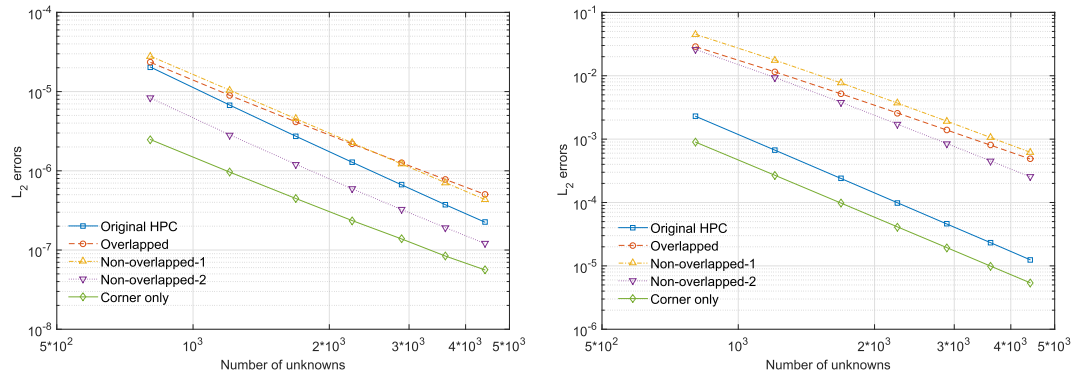 10^-4
10^-5
10^-6
10^-7
10^-8
L_2 errors
Original HPC
Overlapped
Non-overlapped-1
Non-overlapped-2
Corner only
5*10^2
10^3
2*10^3
3*10^3
4*10^3
5*10^3
Number of unknowns
10^-1
10^-2
10^-3
10^-4
10^-5
10^-6
L_2 errors
Original HPC
Overlapped
Non-overlapped-1
Non-overlapped-2
Corner only
5*10^2
10^3
2*10^3
3*10^3
4*10^3
5*10^3
Number of unknowns